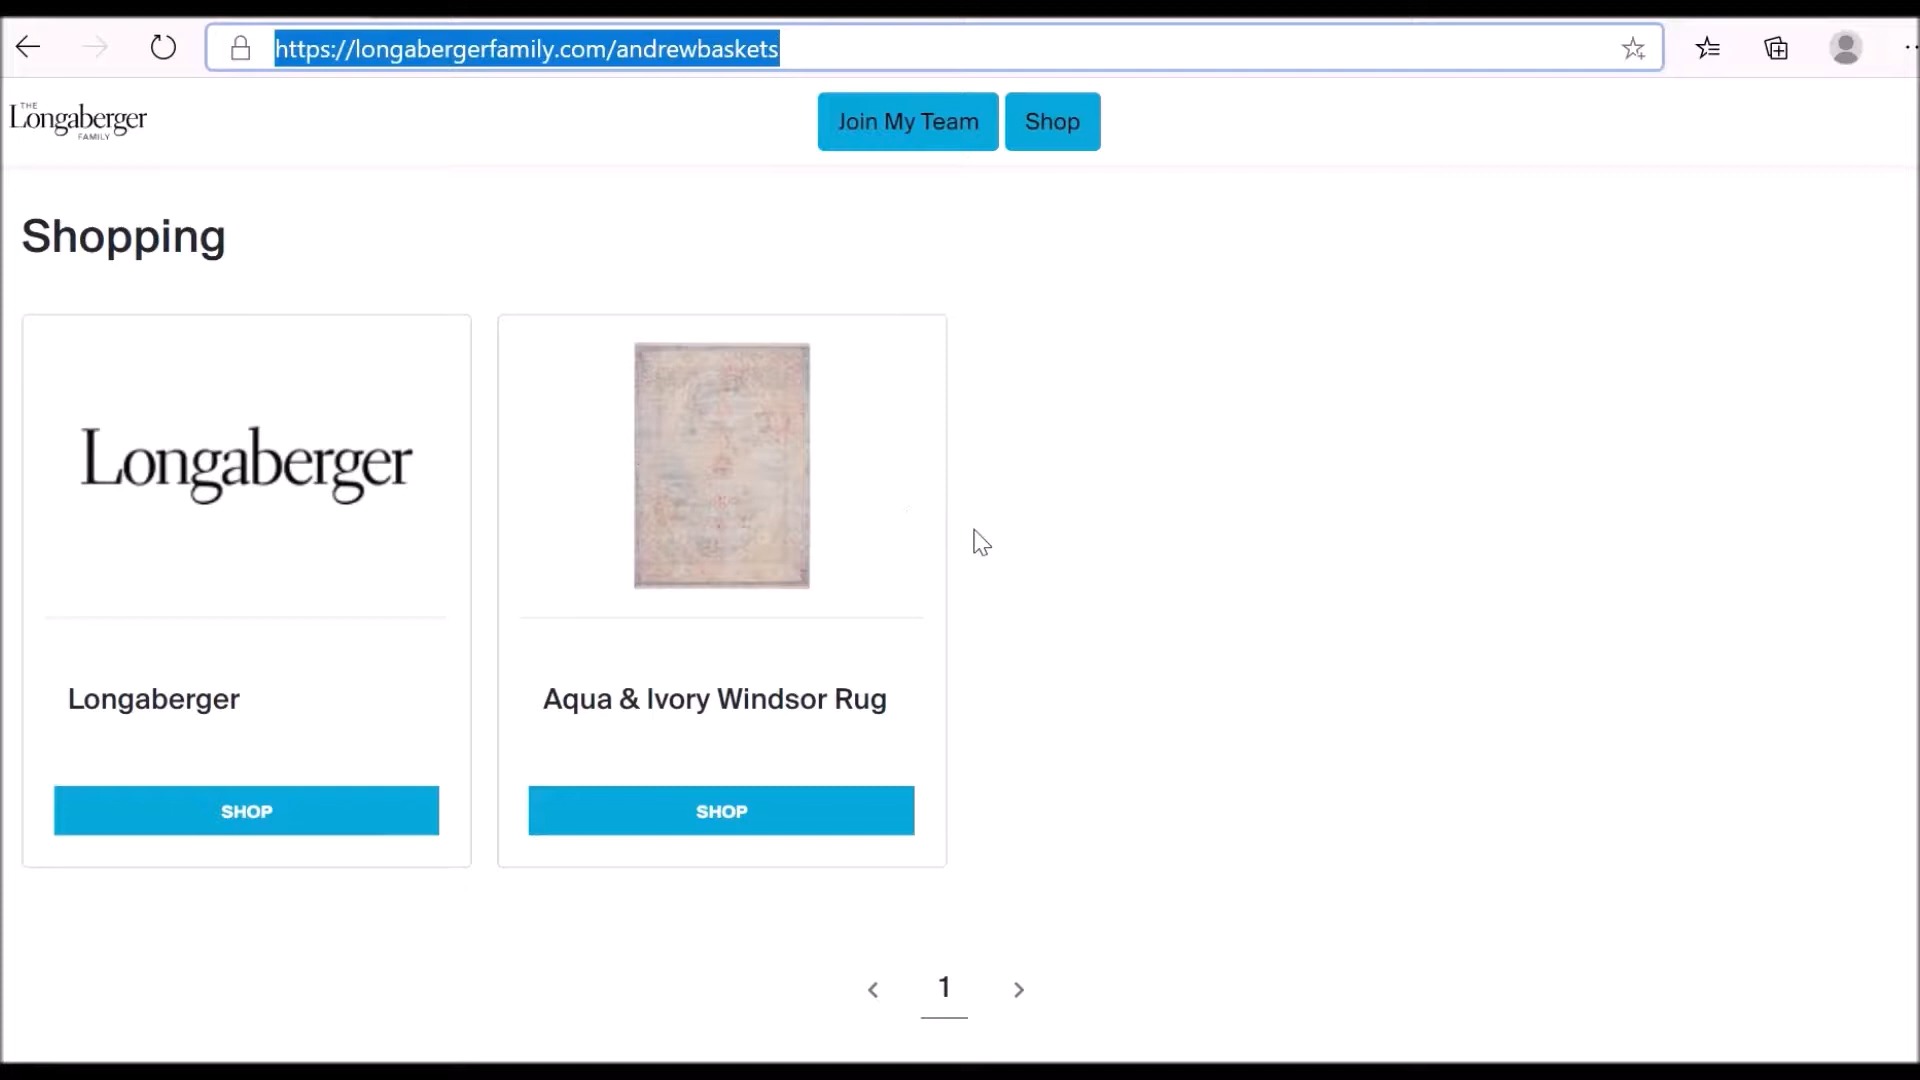 https://longabergerfamily.com/andrewbaskets
THE
Longaberger
FAMILY
Join My Team
Shop
Shopping
Longaberger
Longaberger
SHOP
Aqua & Ivory Windsor Rug
SHOP
1